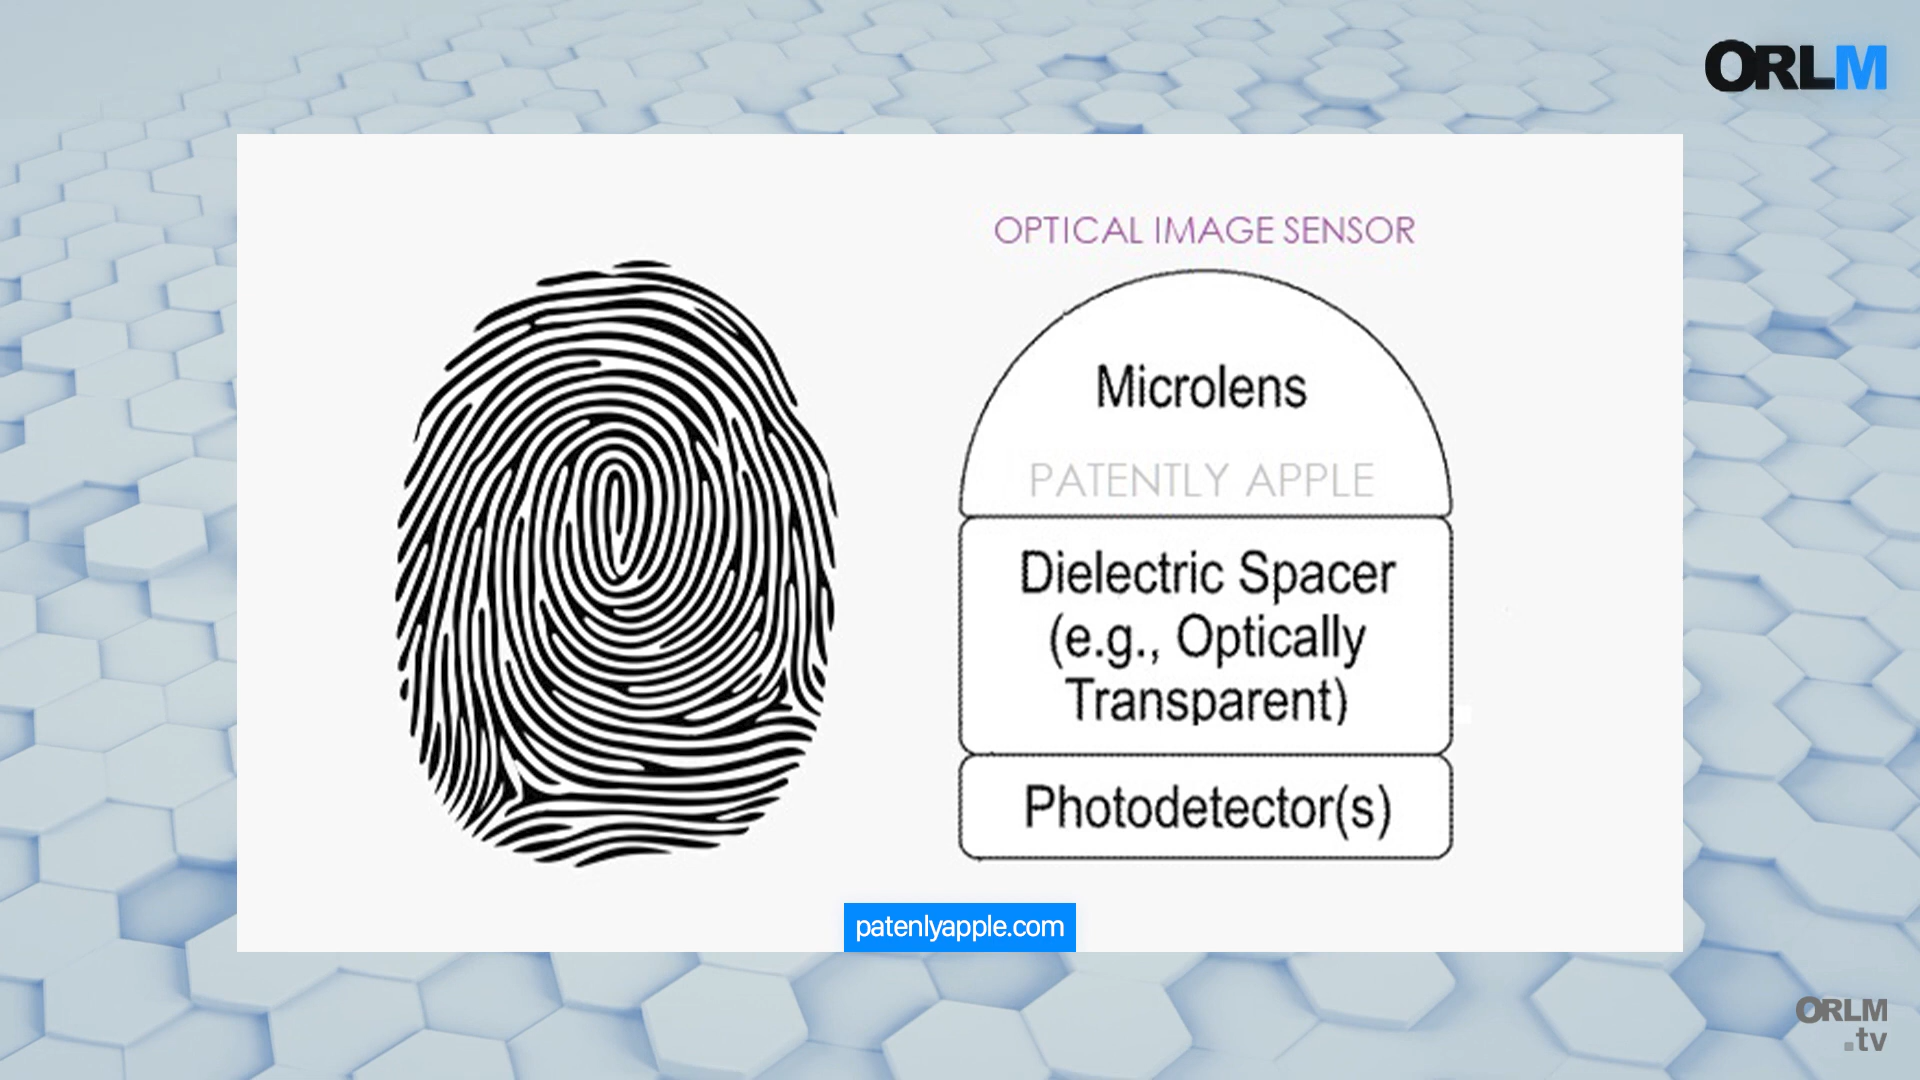 ORLM
OPTICAL IMAGE SENSOR
Microlens
PATENTLY APPLE
Dielectric Spacer
(e.g., Optically
Transparent)
Photodetector(s)
patenlyapple.com
ORLM
.tv